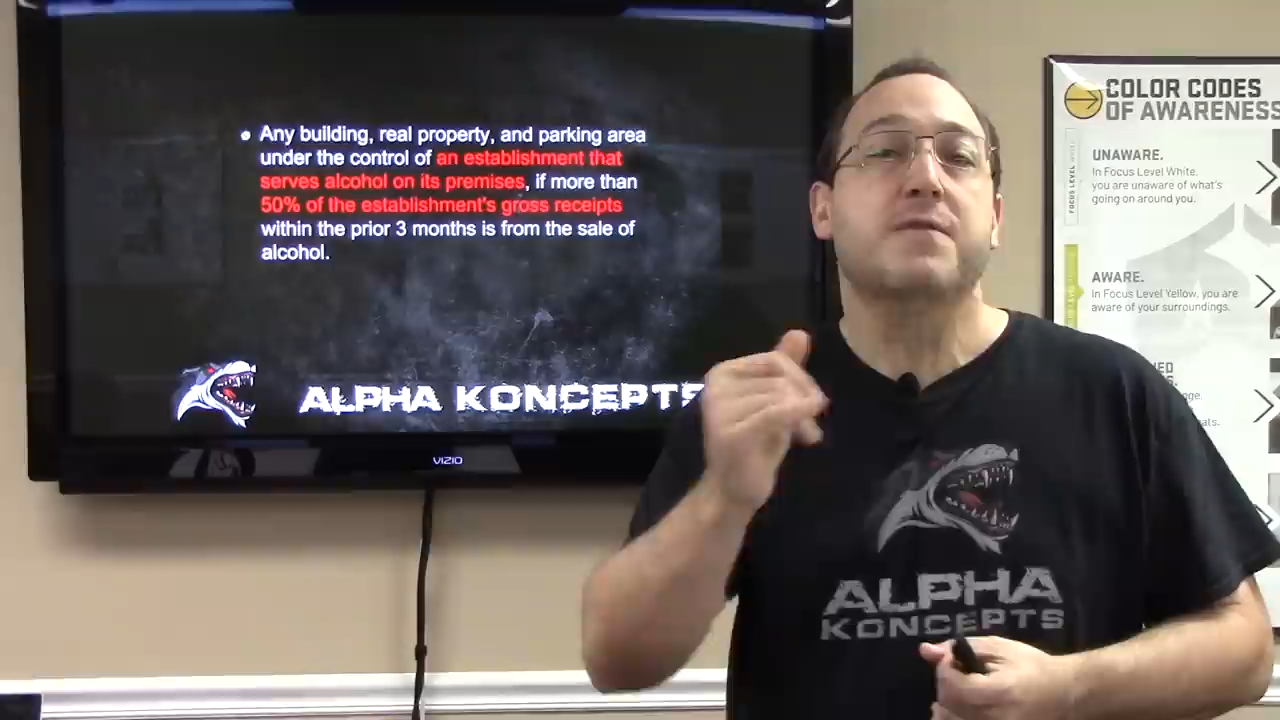 • Any building, real property, and parking area
under the control of an establishment that
serves alcohol on its premises, if more than
50% of the establishment's gross receipts
within the prior 3 months is from the sale of
alcohol.
ALPHA KONCEPTS
VIZIO
COLOR CODES
OF AWARENESS
FOCUS LEVEL WHITE
UNAWARE.
In Focus Level White,
you are unaware of what's
going on around you.
AWARE.
In Focus Level Yellow, you are
aware of your surroundings.
ALPHA
KONCEPTS